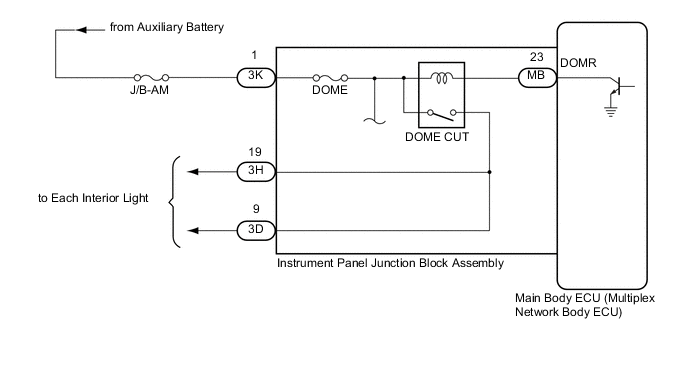 from Auxiliary Battery
1
3K
J/B-AM
DOME
23
MB
DOMR
DOME CUT
19
3H
to Each Interior Light
9
3D
Instrument Panel Junction Block Assembly
Main Body ECU (Multiplex
Network Body ECU)